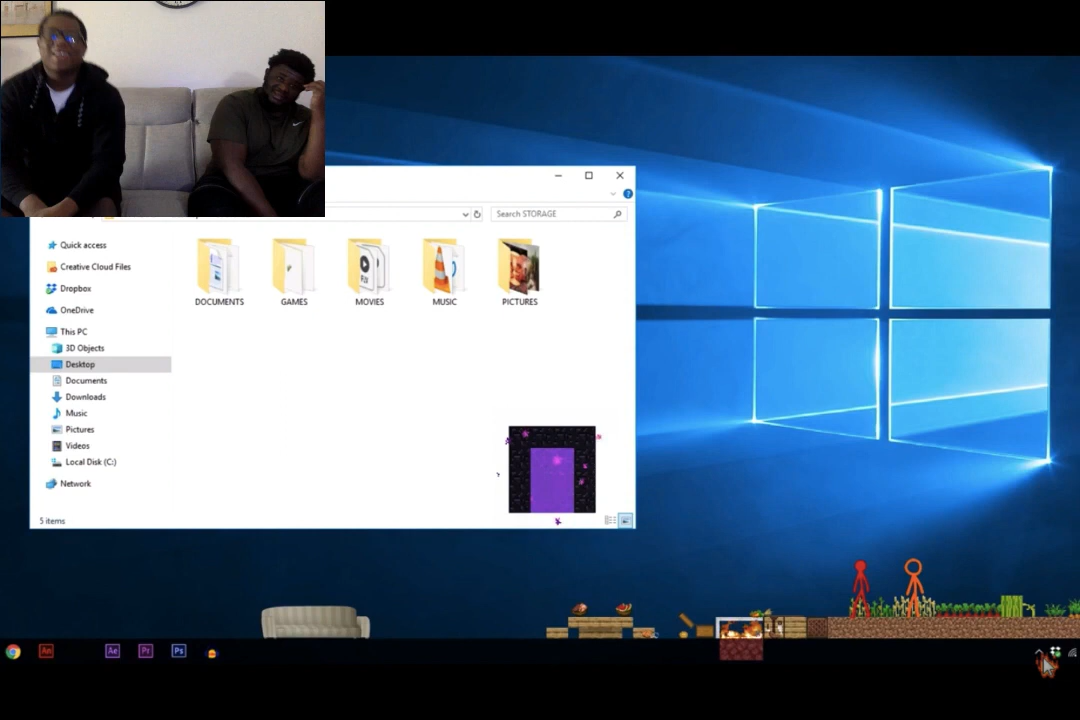 Search STORAGE
Quick access
Creative Cloud Files
Dropbox
OneDrive
This PC
3D Objects
Desktop
Documents
Downloads
Music
Pictures
Videos
Local Disk (C:)
Network
DOCUMENTS
GAMES
MOVIES
MUSIC
PICTURES
5 items
An
Ae
Pr
Ps